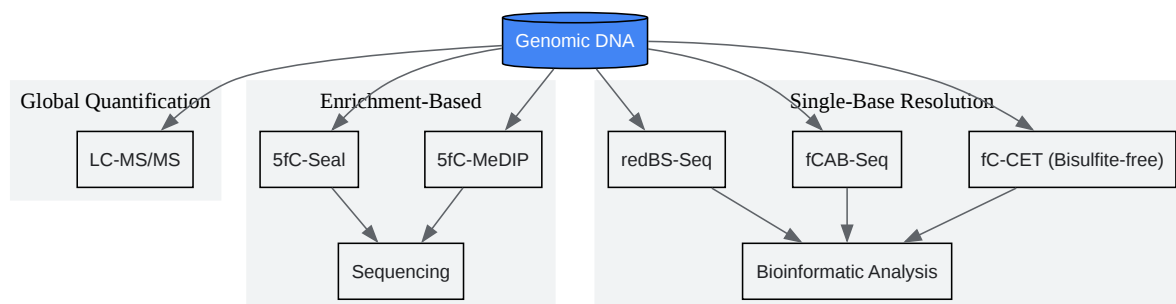 Genomic DNA
Global Quantification
Enrichment-Based
Single-Base Resolution
LC-MS/MS
5fC-Seal
5fC-MeDIP
redBS-Seq
fCAB-Seq
fC-CET (Bisulfite-free)
Sequencing
Bioinformatic Analysis